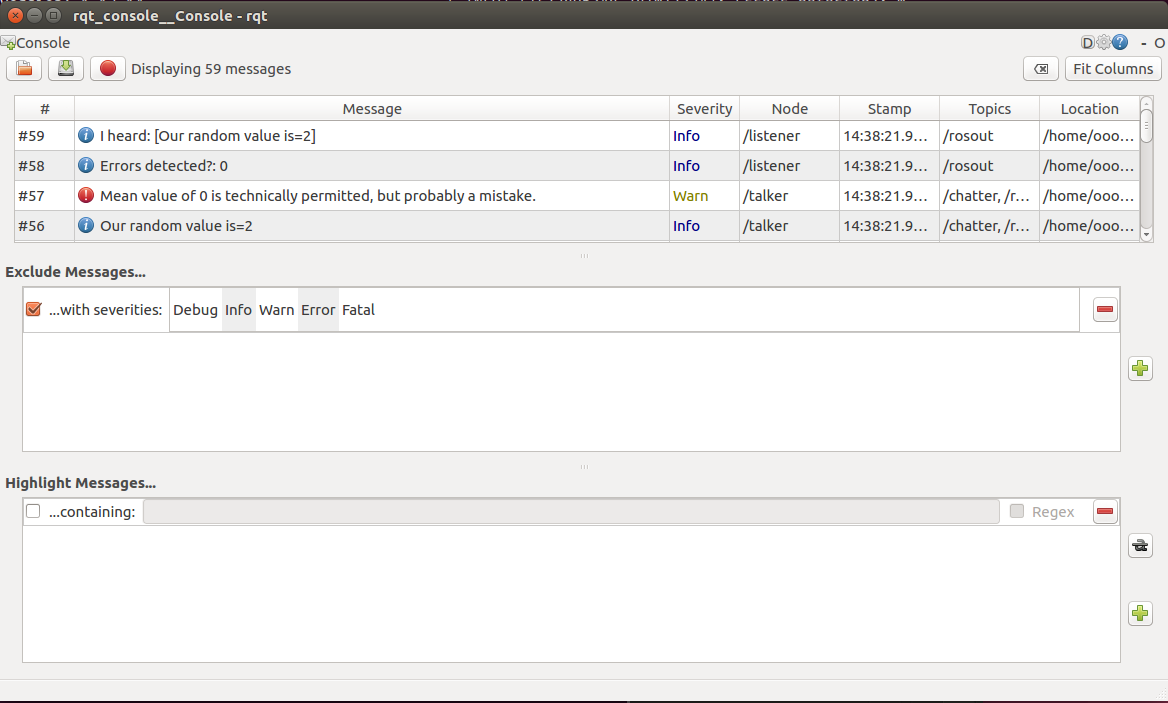 rqt_console__Console - rqt
Console D ? - O
Displaying 59 messages Fit Columns
# Message Severity Node Stamp Topics Location
#59 I heard: [Our random value is=2] Info /listener 14:38:21.9... /rosout /home/ooo...
#58 Errors detected?: 0 Info /listener 14:38:21.9... /rosout /home/ooo...
#57 Mean value of 0 is technically permitted, but probably a mistake. Warn /talker 14:38:21.9... /chatter, /r... /home/ooo...
#56 Our random value is=2 Info /talker 14:38:21.9... /chatter, /r... /home/ooo...
Exclude Messages...
...with severities: Debug Info Warn Error Fatal
Highlight Messages...
...containing: Regex